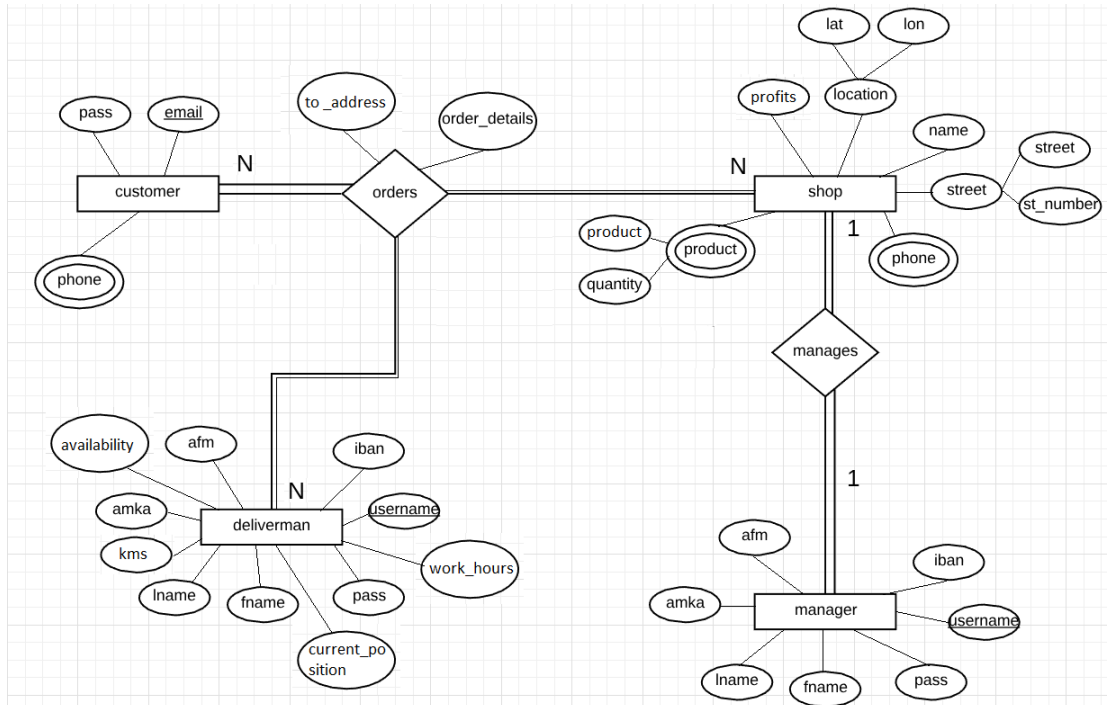 lat
lon
profits
location
to _address
order_details
pass
email
name
street
N
N
customer
orders
shop
street
st_number
product
product
1
phone
quantity
phone
manages
availability
afm
iban
1
N
amka
username
deliverman
kms
work_hours
afm
iban
lname
fname
pass
amka
manager
username
current_po
sition
lname
fname
pass